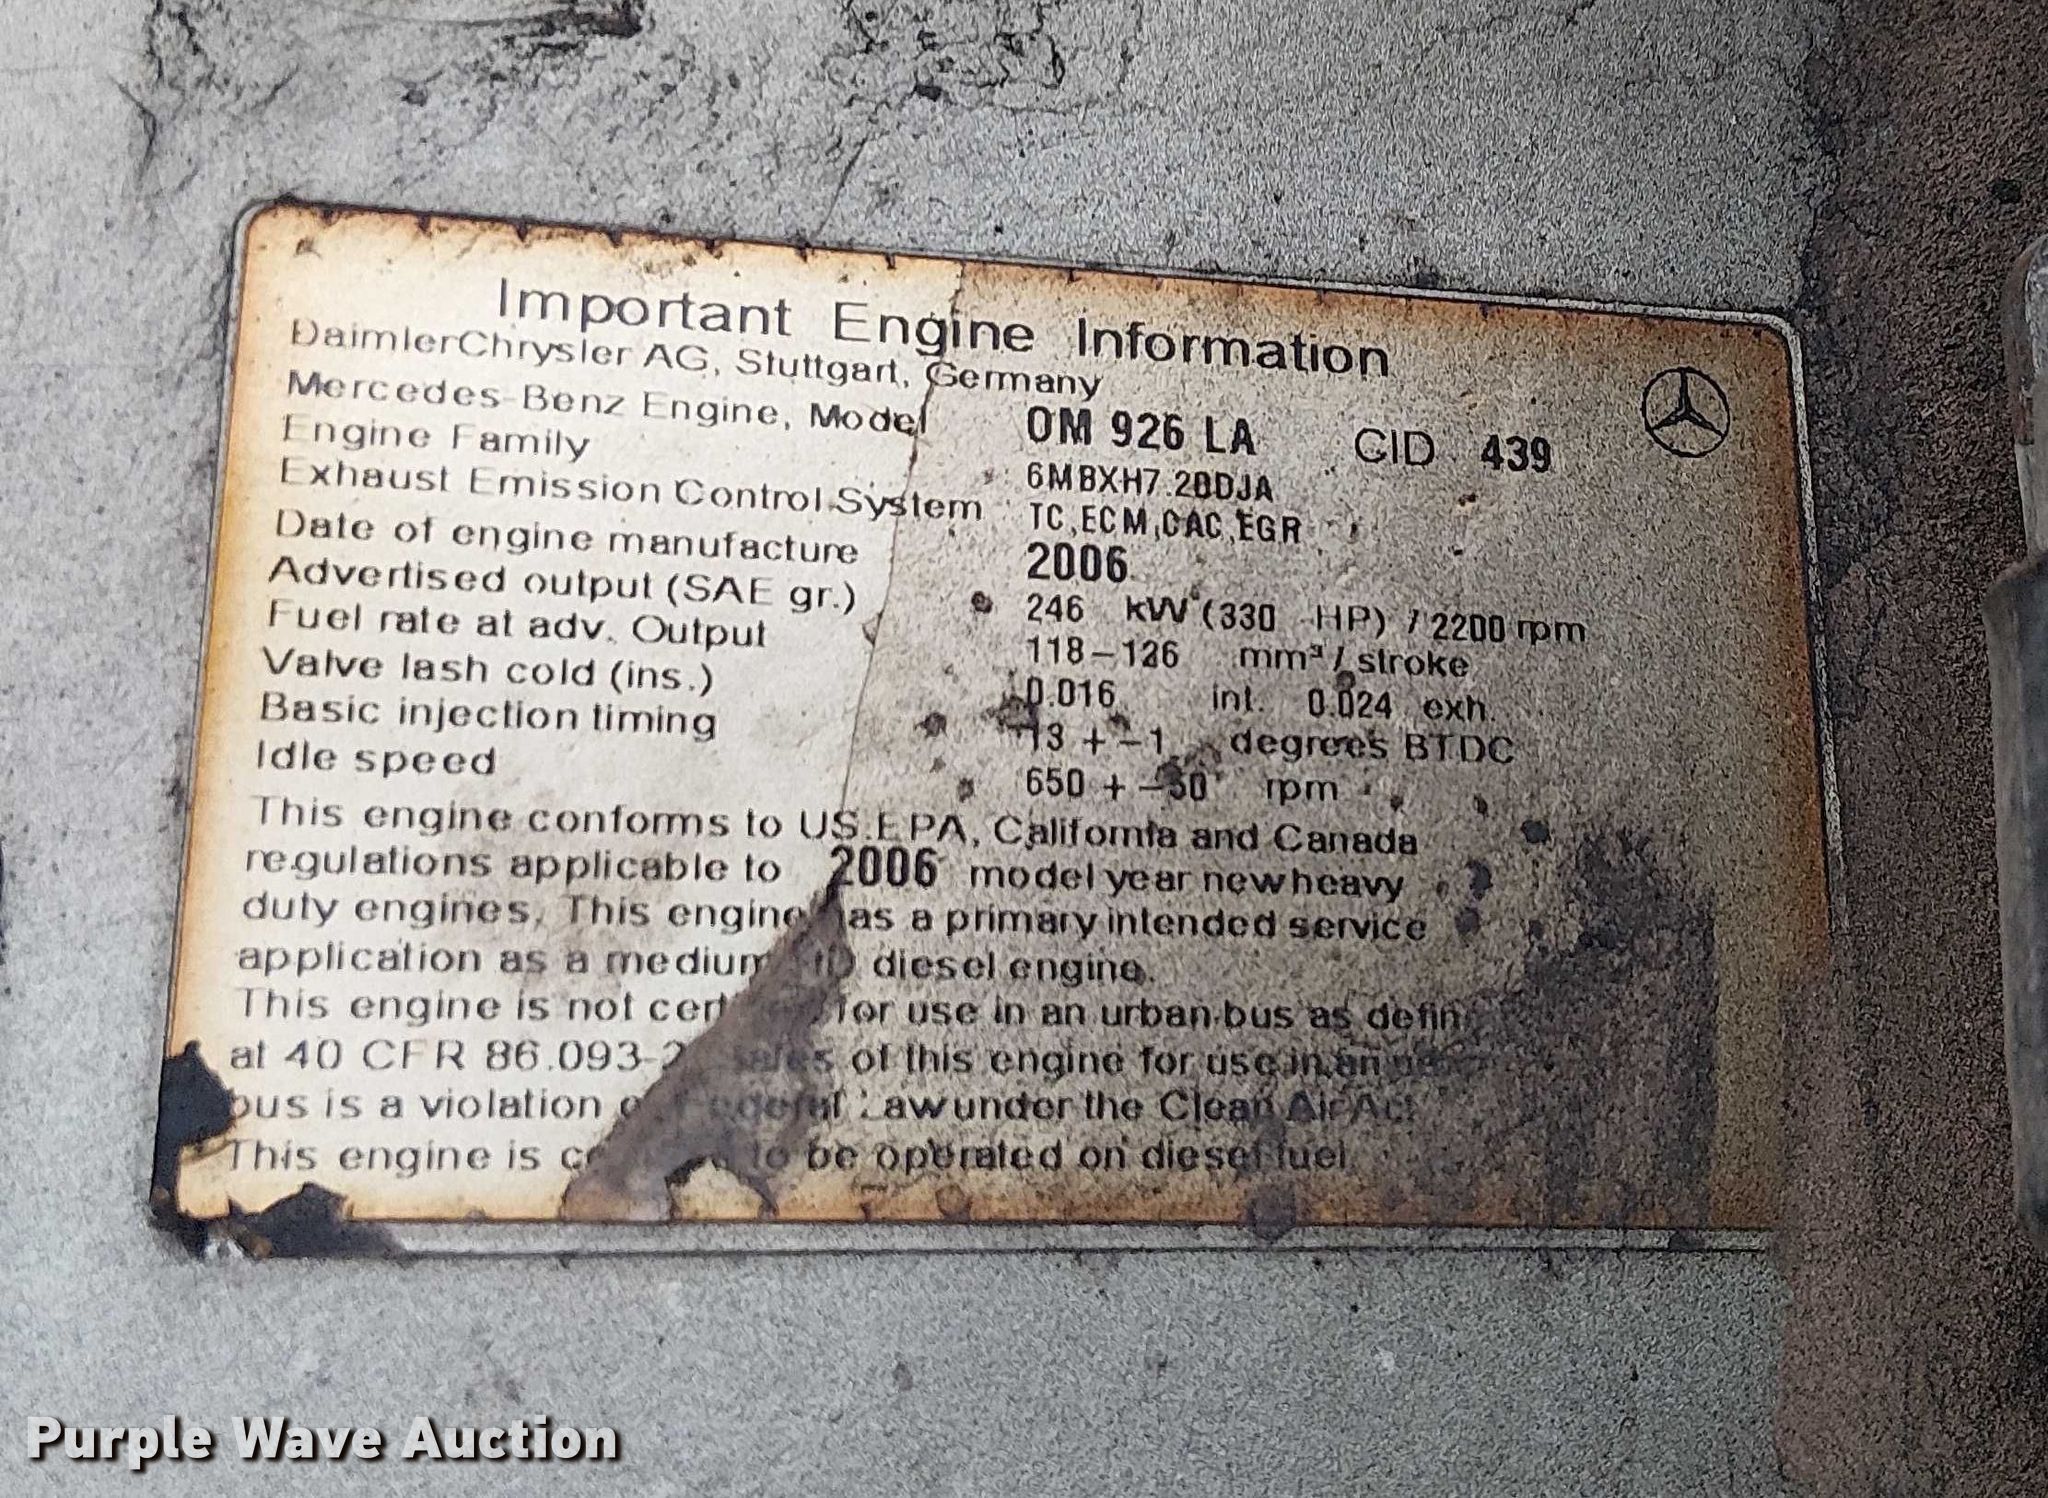 Important Engine Information
DaimlerChrysler AG, Stuttgart, Germany
Mercedes-Benz Engine, Model OM 926 LA CID 439
Engine Family 6MBXH7.20DJA
Exhaust Emission Control System TC,ECM,CAC,EGR
Date of engine manufacture 2006
Advertised output (SAE gr.) 246 kW (330 HP) / 2200 rpm
Fuel rate at adv. Output 118-126 mm³/ stroke
Valve lash cold (ins.) 0.016 int. 0.024 exh.
Basic injection timing 13 + -1 degrees BTDC
Idle speed 650 + -50 rpm
This engine conforms to US.EPA, California and Canada
regulations applicable to 2006 model year new heavy
duty engines. This engine has a primary intended service
application as a medium diesel engine.
This engine is not for use in an urban bus as
at 40 CFR 86.093-2 sales of this engine for use in an
bus is a violation of Federal Law under the Clean Air Act
This engine is to be operated on diesel fuel
Purple Wave Auction